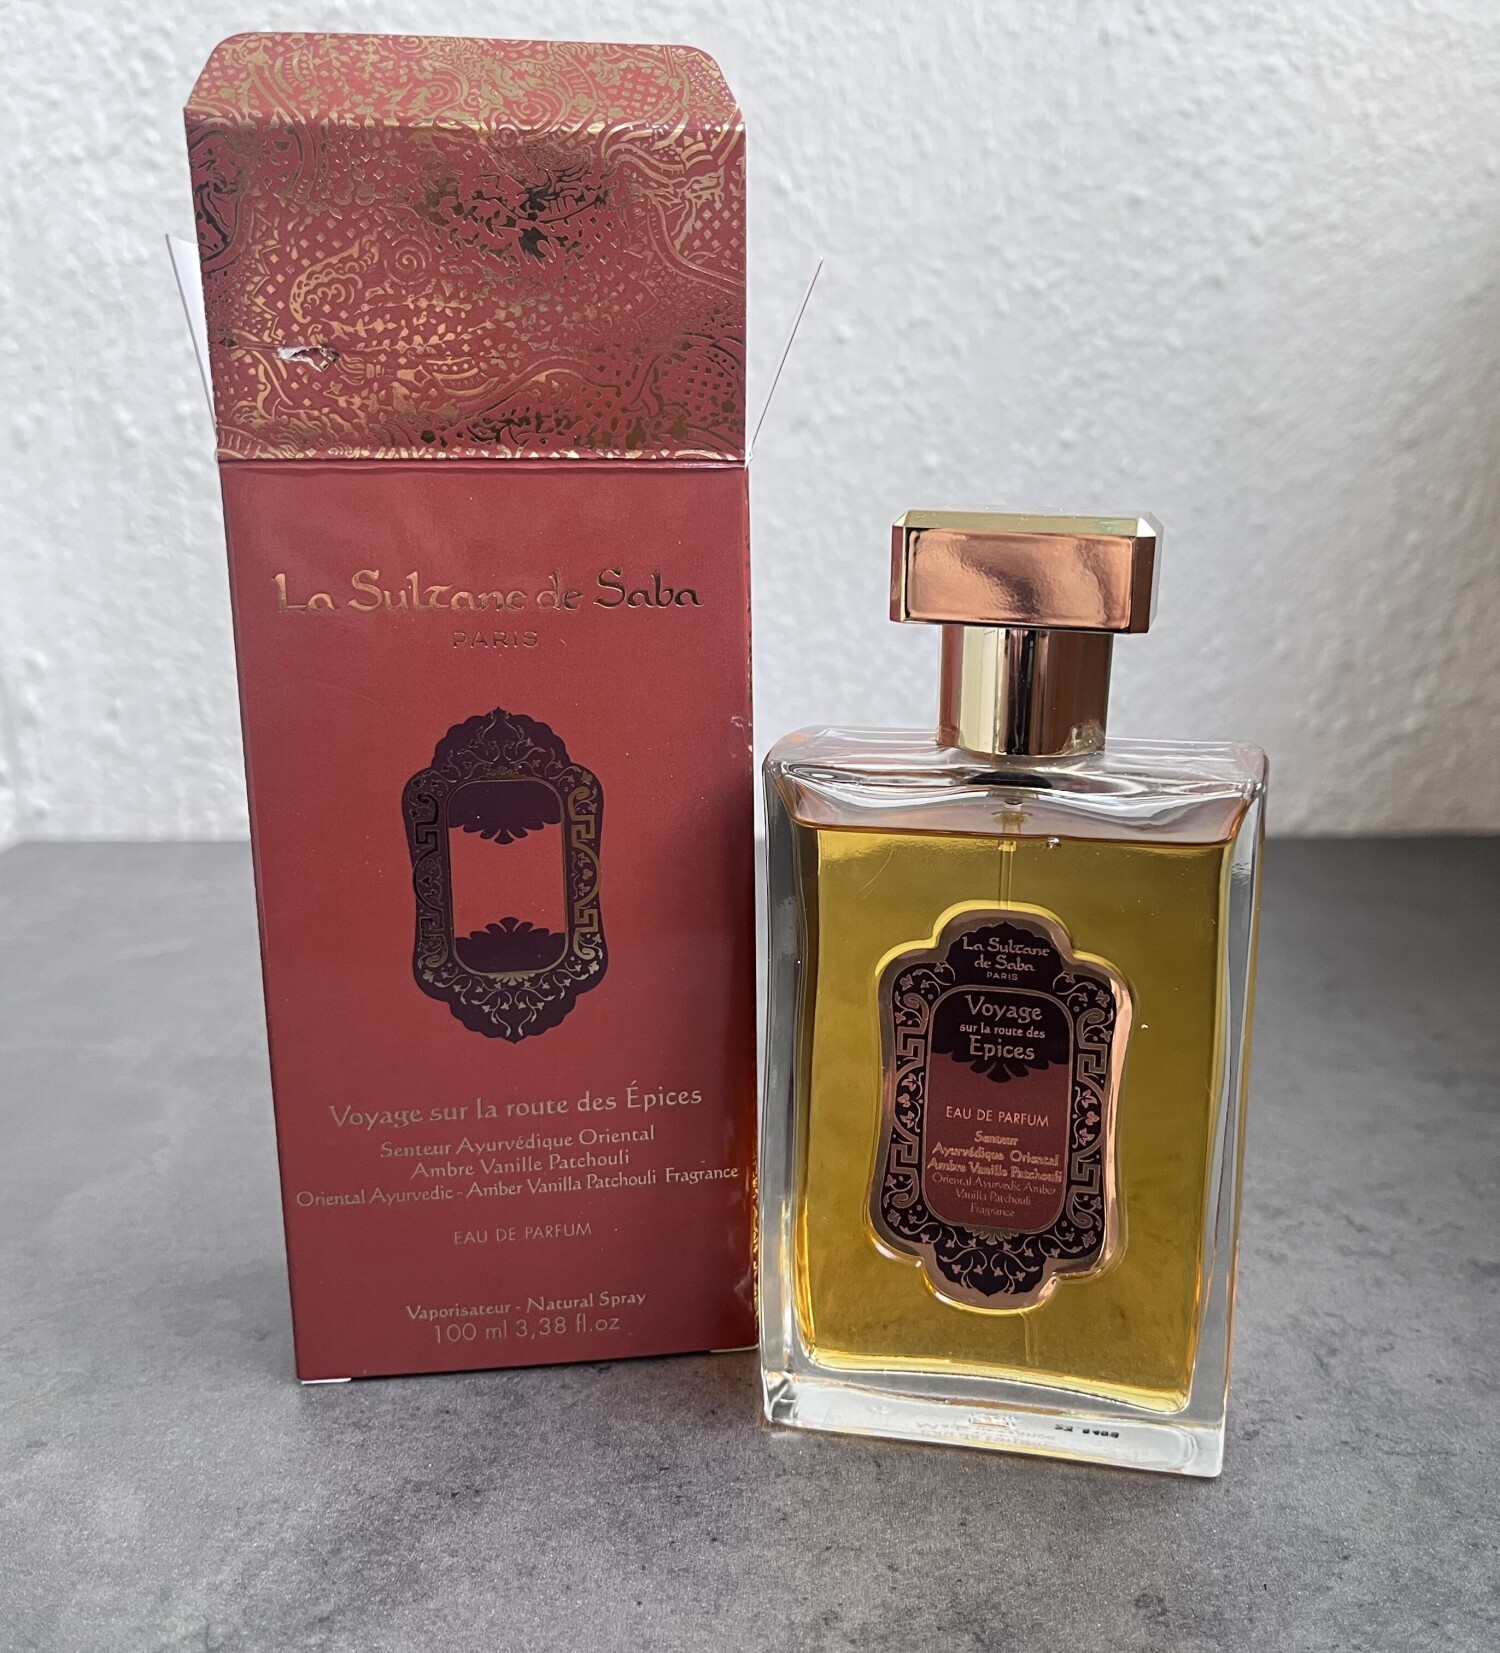 La Sultane de Saba
PARIS
Voyage sur la route des Épices
Senteur Ayurvédique Oriental
Ambre Vanille Patchouli
Oriental Ayurvedic - Amber Vanilla Patchouli Fragrance
EAU DE PARFUM
Vaporisateur - Natural Spray
100 ml 3,38 fl.oz
La Sultane
de Saba
PARIS
Voyage
sur la route des
Epices
EAU DE PARFUM
Senteur
Ayurvédique Oriental
Ambre Vanille Patchouli
Oriental Ayurvedic Amber
Vanilla Patchouli
Fragrance